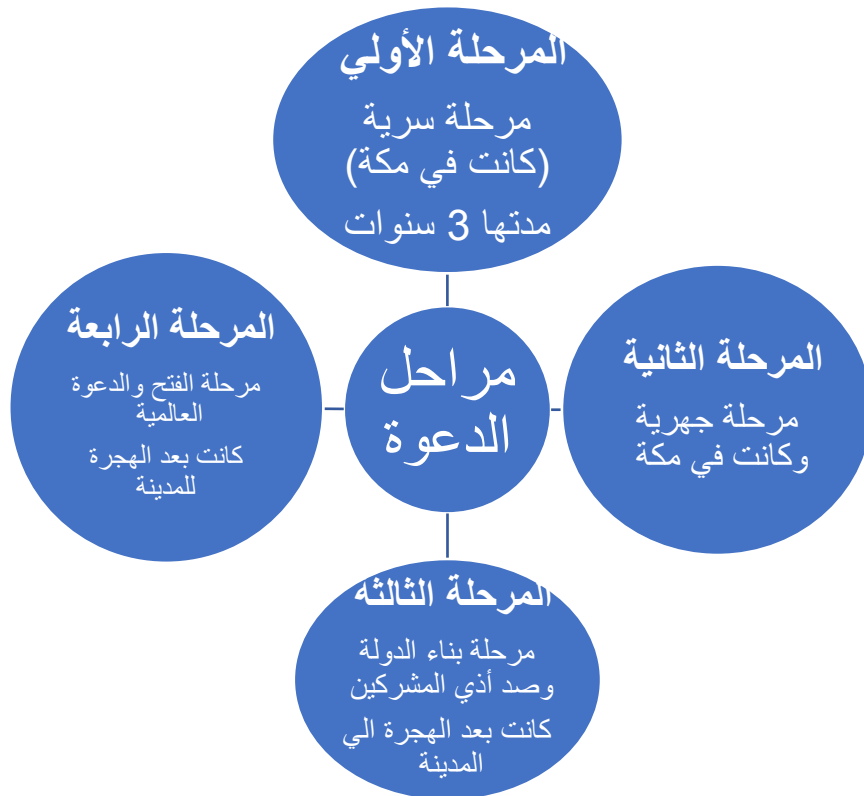 المرحلة الأولي
مرحلة سرية
(كانت في مكة)
مدتها 3 سنوات
مراحل
الدعوة
المرحلة الثانية
مرحلة جهرية
وكانت في مكة
المرحلة الثالثه
مرحلة بناء الدولة
وصد أذي المشركين
كانت بعد الهجرة الي
المدينة
المرحلة الرابعة
مرحلة الفتح والدعوة
العالمية
كانت بعد الهجرة
للمدينة